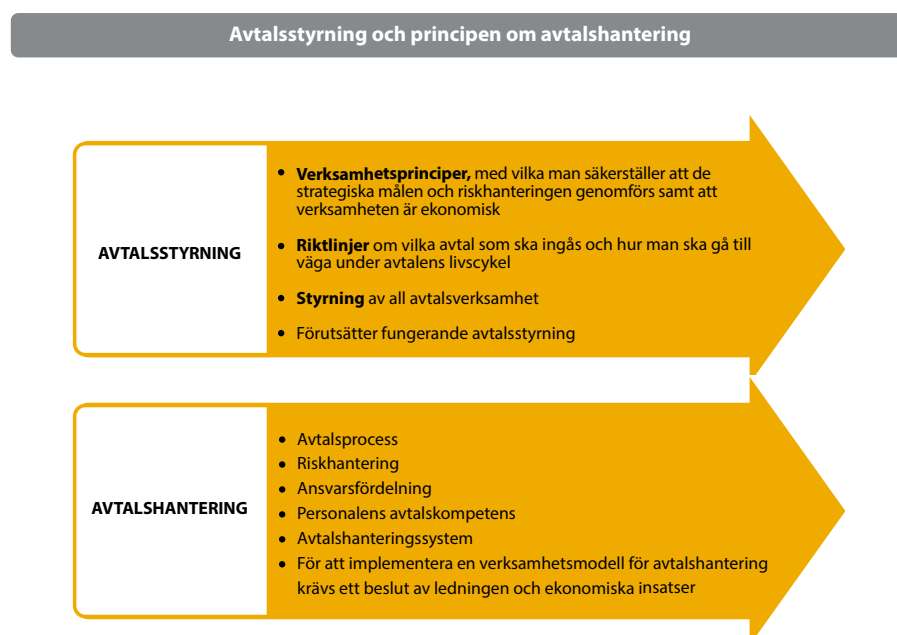 Avtalsstyrning och principen om avtalshantering
AVTALSSTYRNING
• Verksamhetsprinciper, med vilka man säkerställer att de
strategiska målen och riskhanteringen genomförs samt att
verksamheten är ekonomisk
• Riktlinjer om vilka avtal som ska ingås och hur man ska gå till
väga under avtalens livscykel
• Styrning av all avtalsverksamhet
• Förutsätter fungerande avtalsstyrning
AVTALSHANTERING
• Avtalsprocess
• Riskhantering
• Ansvarsfördelning
• Personalens avtalskompetens
• Avtalshanteringssystem
• För att implementera en verksamhetsmodell för avtalshantering
krävs ett beslut av ledningen och ekonomiska insatser